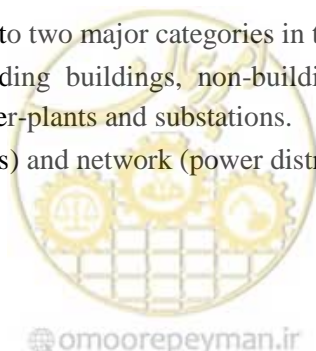 to two major categories in t
ding buildings, non-buildi
er-plants and substations.
s) and network (power distr
omoorepeyman.ir